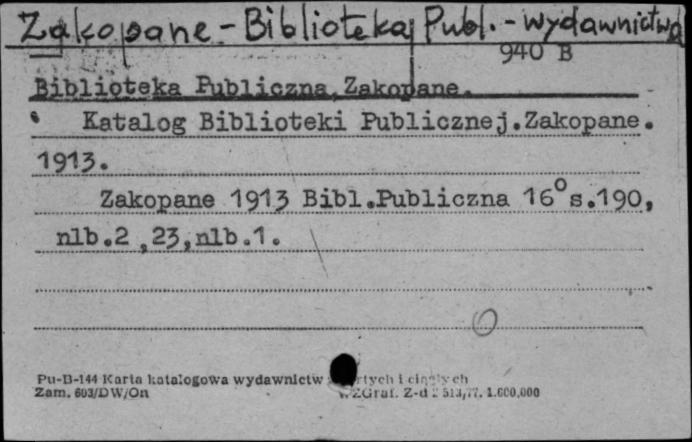 Zakopane - Biblioteka Publ. - wydawnictwa
940 B
Biblioteka Publiczna, Zakopane.
Katalog Biblioteki Publicznej.Zakopane.
1913.
Zakopane 1913 Bibl.Publiczna 16° s.190,
nlb.2 ,23,nlb.1.
Pu-B-144 Karta katalogowa wydawnictw i ciągłych
Zam. 603/DW/On